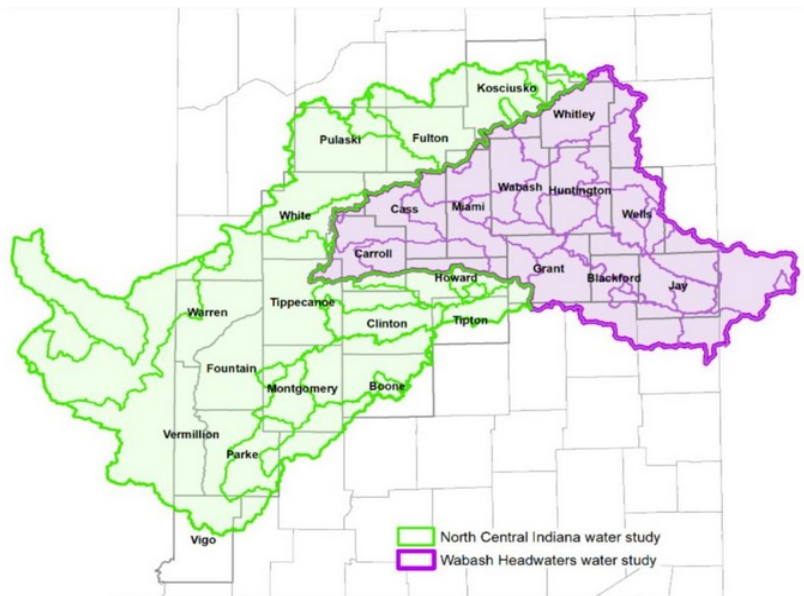 Kosciusko
Whitley
Pulaski
Fulton
Wabash
Huntington
White
Cass
Miami
Wells
Carroll
Grant
Howard
Blackford
Jay
Warren
Tippecanoe
Clinton
Tipton
Fountain
Montgomery
Boone
Vermillion
Parke
Vigo
North Central Indiana water study
Wabash Headwaters water study